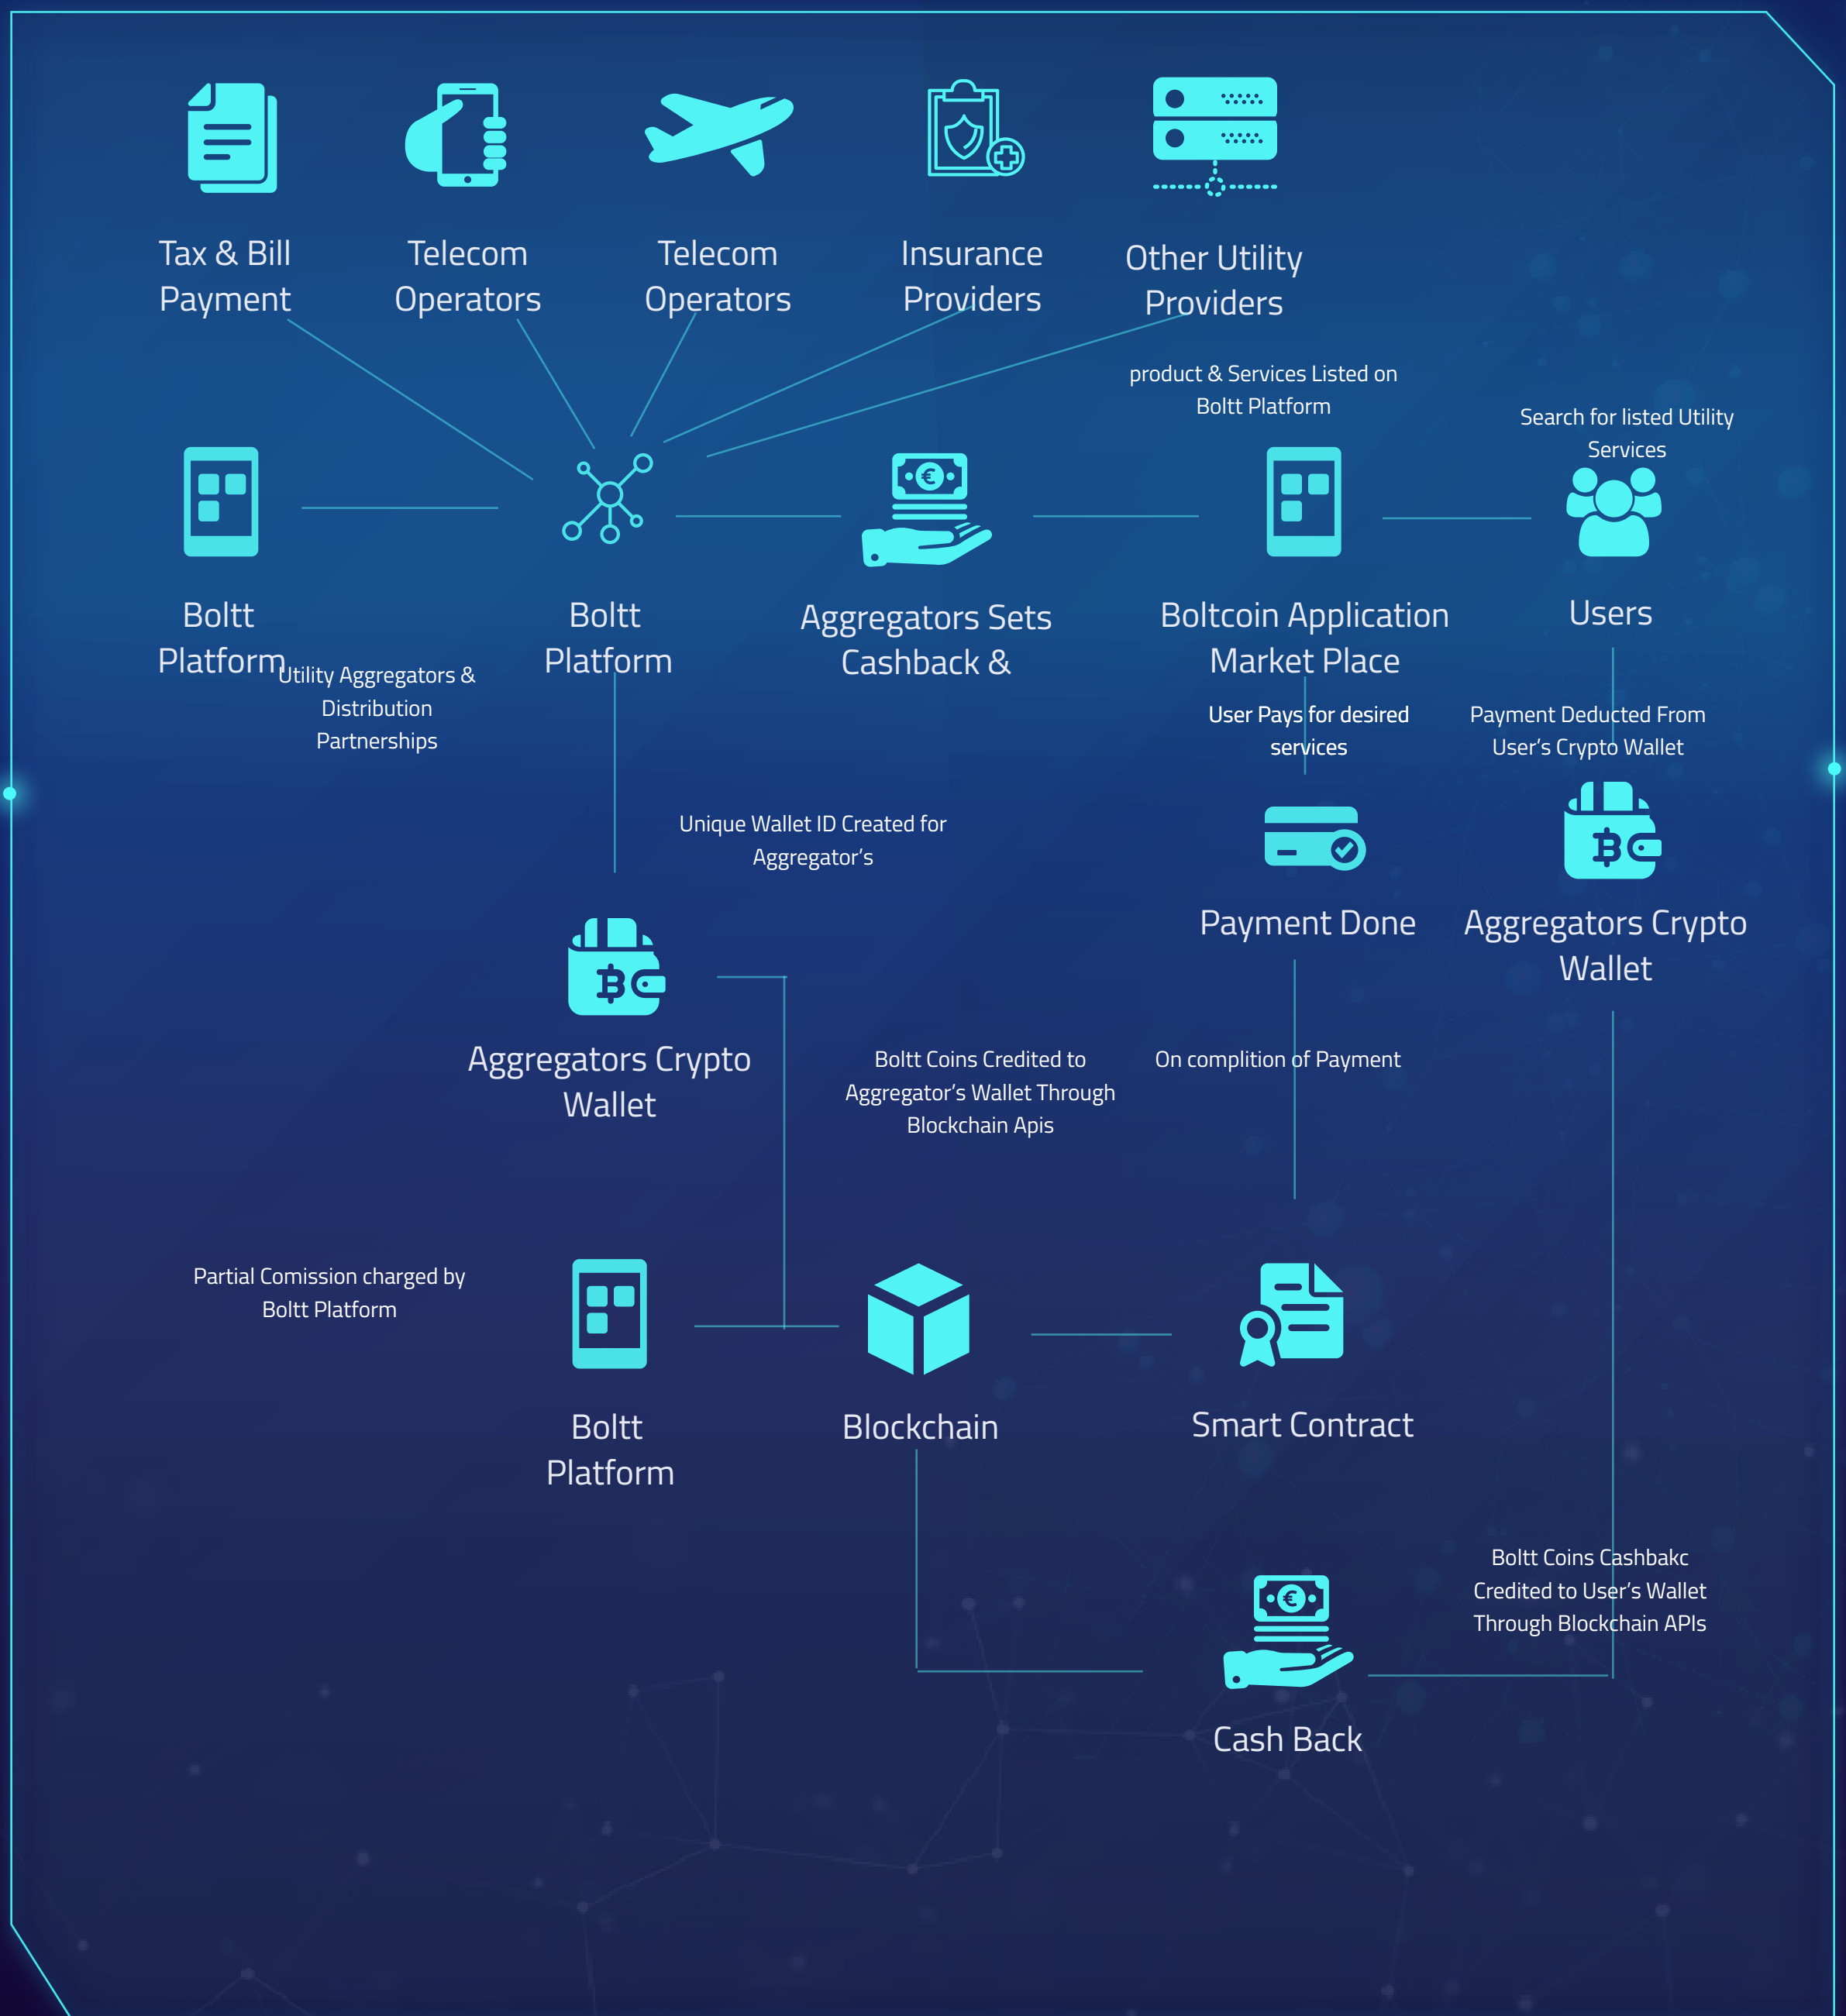 Tax & Bill
Payment
Telecom
Operators
Telecom
Operators
Insurance
Providers
Other Utility
Providers
product & Services Listed on
Boltt Platform
Search for listed Utility
Services
Boltt
Platform
Utility Aggregators &
Distribution
Partnerships
Boltt
Platform
Aggregators Sets
Cashback &
Boltcoin Application
Market Place
Users
User Pays for desired
services
Payment Deducted From
User’s Crypto Wallet
Unique Wallet ID Created for
Aggregator’s
Payment Done
Aggregators Crypto
Wallet
Aggregators Crypto
Wallet
Boltt Coins Credited to
Aggregator’s Wallet Through
Blockchain Apis
On complition of Payment
Partial Comission charged by
Boltt Platform
Boltt
Platform
Blockchain
Smart Contract
Boltt Coins Cashbakc
Credited to User’s Wallet
Through Blockchain APIs
Cash Back